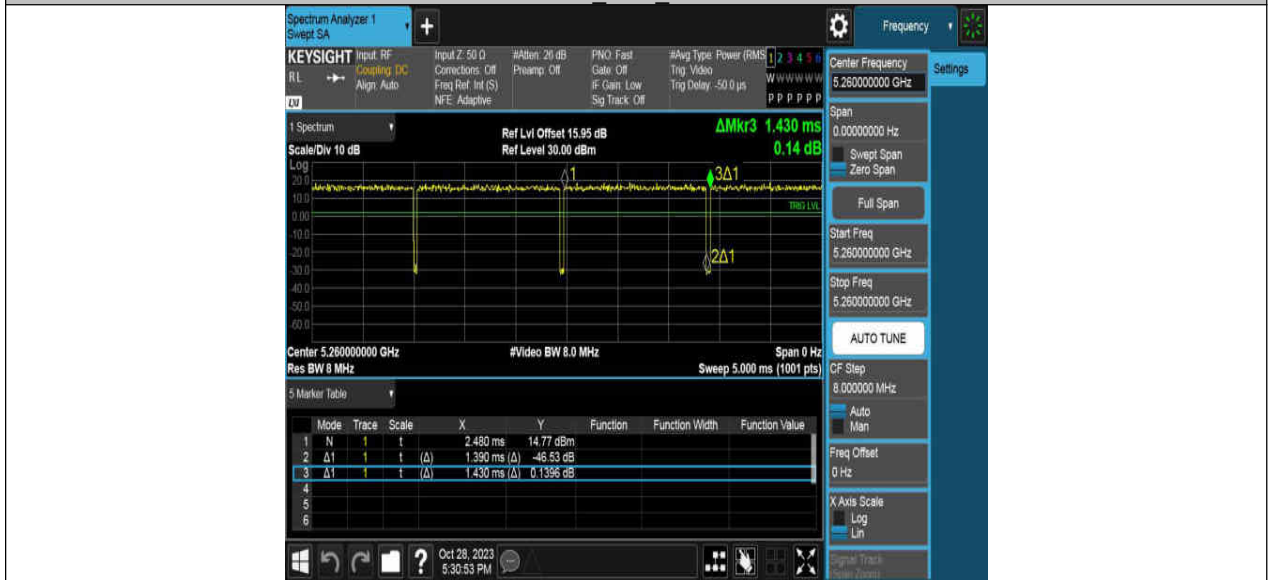 Spectrum Analyzer 1
Swept SA
+
Frequency
KEYSIGHT
RL
LXI
Input: RF
Coupling: DC
Align: Auto
Input Z: 50 Ω
Corrections: Off
Freq Ref: Int (S)
NFE: Adaptive
#Atten: 26 dB
Preamp: Off
PNO: Fast
Gate: Off
IF Gain: Low
Sig Track: Off
#Avg Type: Power (RMS
Trig: Video
Trig Delay: -50.0 µs
1 2 3 4 5 6
W W W W W W
P P P P P P
Center Frequency
5.260000000 GHz
Settings
Span
0.00000000 Hz
Swept Span
Zero Span
Full Span
Start Freq
5.260000000 GHz
Stop Freq
5.260000000 GHz
AUTO TUNE
CF Step
8.000000 MHz
Auto
Man
Freq Offset
0 Hz
X Axis Scale
Log
Lin
Signal Track
1 Spectrum
Scale/Div 10 dB
Ref Lvl Offset 15.95 dB
Ref Level 30.00 dBm
ΔMkr3 1.430 ms
0.14 dB
Log
20.0
10.0
0.00
-10.0
-20.0
-30.0
-40.0
-50.0
-60.0
1
3Δ1
TRIG LVL
2Δ1
Center 5.260000000 GHz
#Video BW 8.0 MHz
Span 0 Hz
Res BW 8 MHz
Sweep 5.000 ms (1001 pts)
5 Marker Table
Mode Trace Scale X Y Function Function Width Function Value
1 N 1 t 2.480 ms 14.77 dBm
2 Δ1 1 t (Δ) 1.390 ms (Δ) -46.53 dB
3 Δ1 1 t (Δ) 1.430 ms (Δ) 0.1396 dB
4
5
6
?
Oct 28, 2023
5:30:53 PM